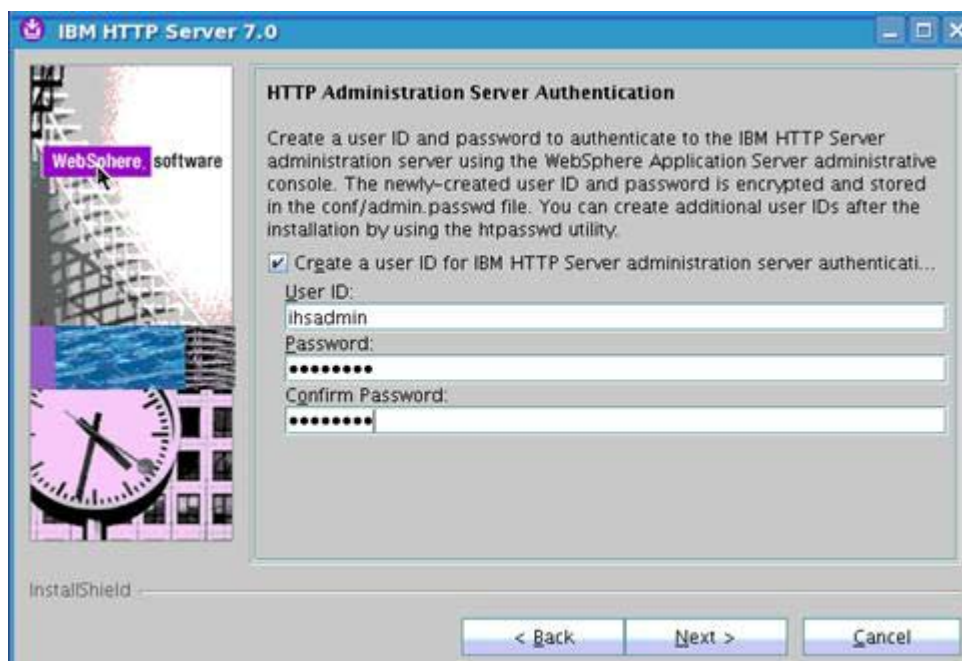 IBM HTTP Server 7.0
WebSphere. software
HTTP Administration Server Authentication
Create a user ID and password to authenticate to the IBM HTTP Server
administration server using the WebSphere Application Server administrative
console. The newly-created user ID and password is encrypted and stored
in the conf/admin.passwd file. You can create additional user IDs after the
installation by using the htpasswd utility.
Create a user ID for IBM HTTP Server administration server authenticati...
User ID:
ihsadmin
Password:
••••••••
Confirm Password:
••••••••
InstallShield
< Back
Next >
Cancel